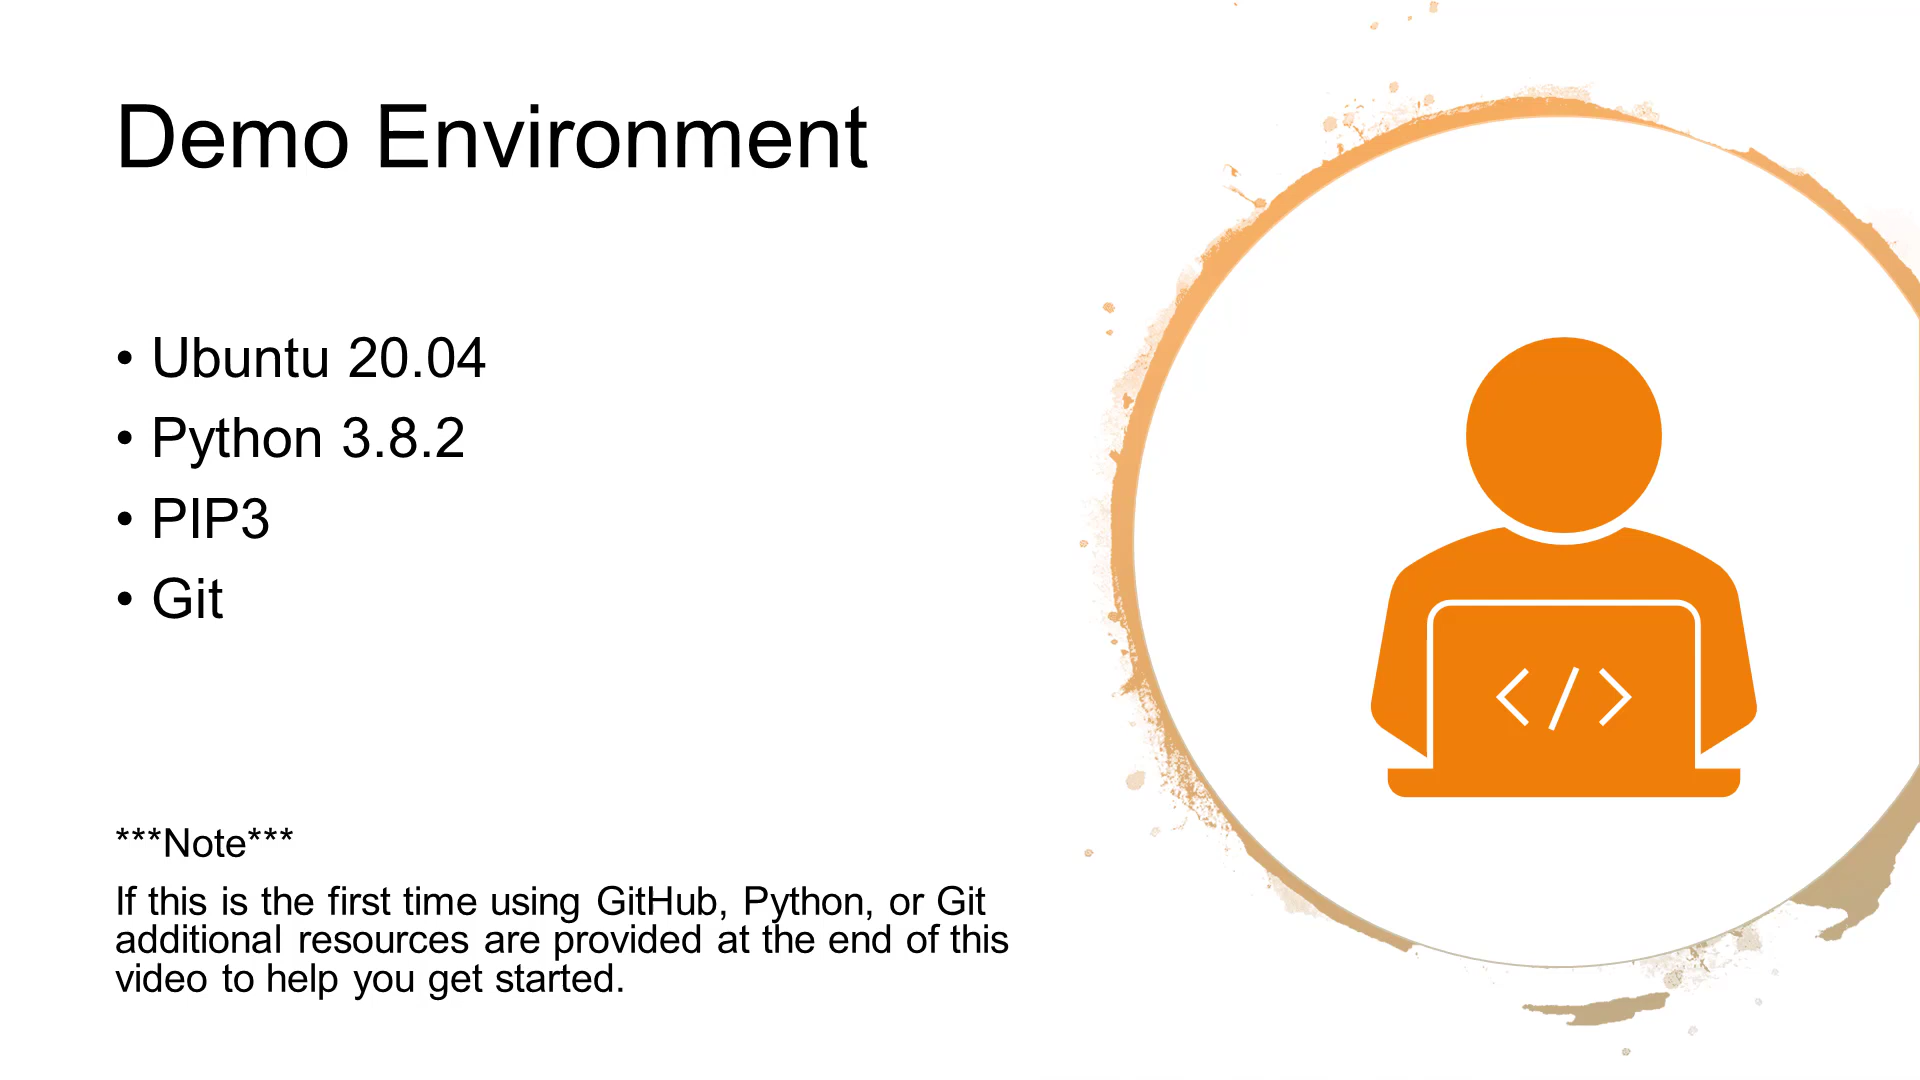 Demo Environment
• Ubuntu 20.04
• Python 3.8.2
• PIP3
• Git
***Note***
If this is the first time using GitHub, Python, or Git
additional resources are provided at the end of this
video to help you get started.
</>